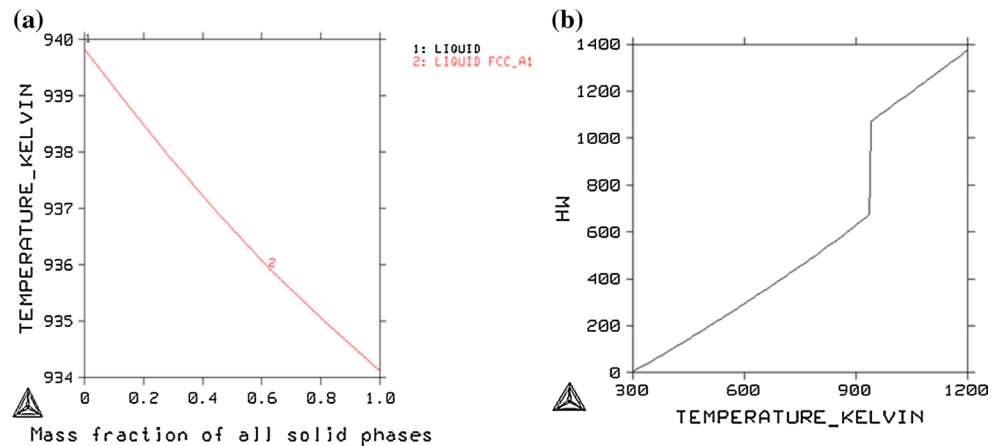 (a)
940
939
938
937
936
935
934
TEMPERATURE_KELVIN
1
2
0 0.2 0.4 0.6 0.8 1.0
Mass fraction of all solid phases
1: LIQUID
2: LIQUID FCC_A1
(b)
1400
1200
1000
800
600
400
200
0
HW
300 600 900 1200
TEMPERATURE_KELVIN